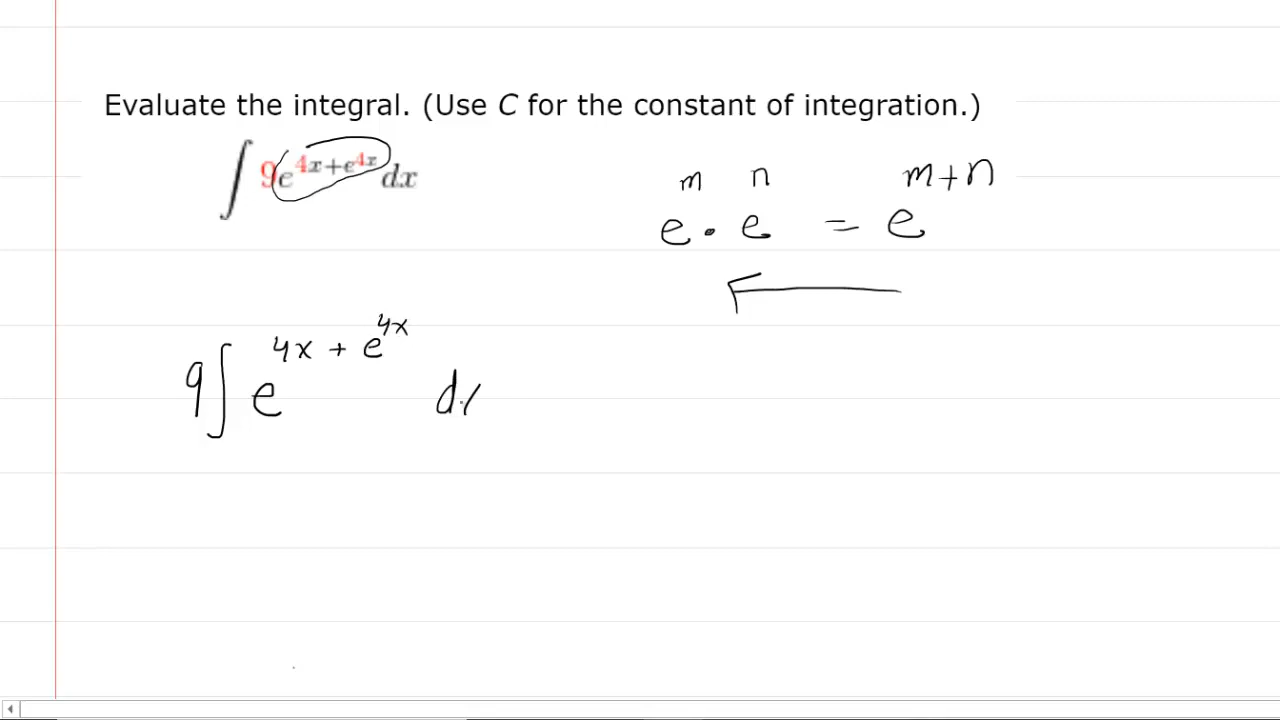 Evaluate the integral. (Use C for the constant of integration.)
∫ 9e^{4x+e^{4x}} dx
e^m · e^n = e^{m+n}
9∫ e^{4x + e^{4x}} d